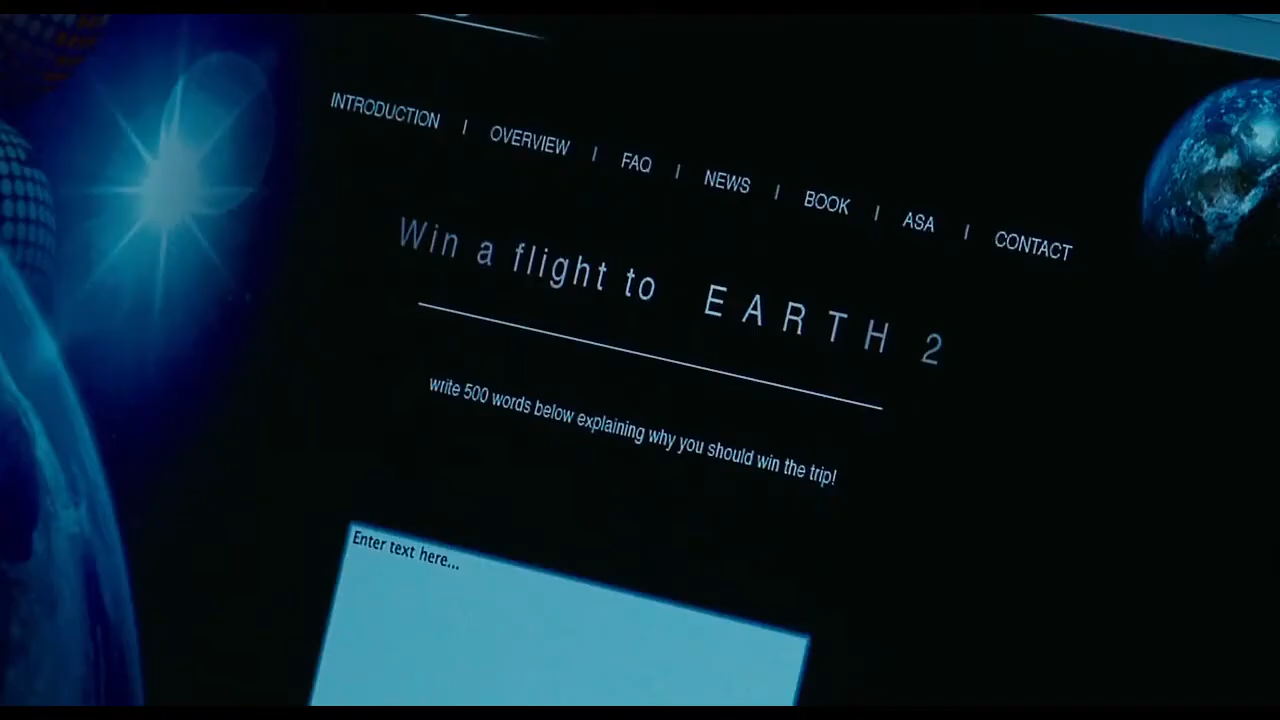 INTRODUCTION | OVERVIEW | FAQ | NEWS | BOOK | ASA | CONTACT
Win a flight to EARTH 2
write 500 words below explaining why you should win the trip!
Enter text here...